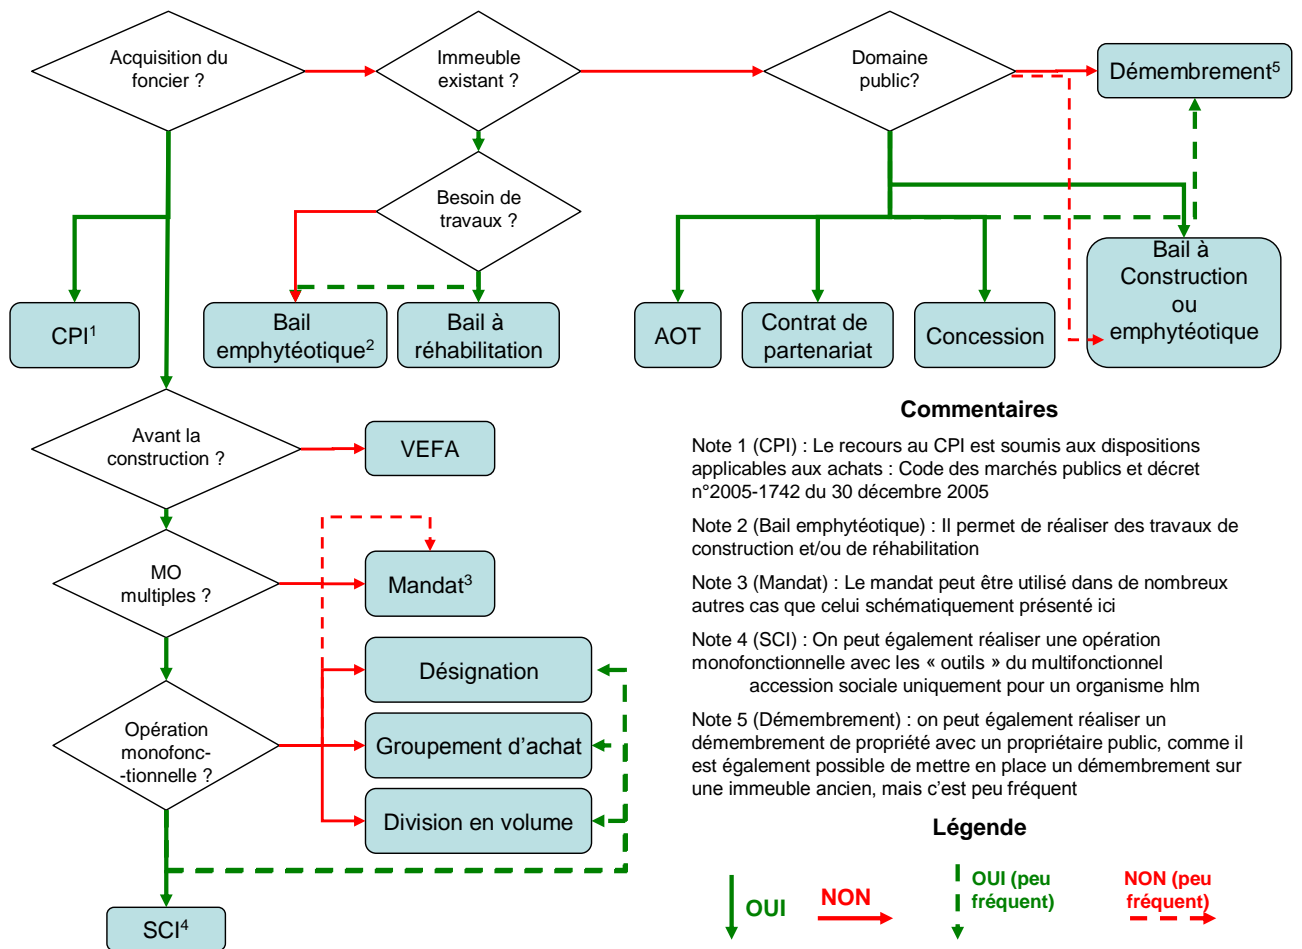 Acquisition du
foncier ?
Immeuble
existant ?
Domaine
public?
Démembrement⁵
Besoin de
travaux ?
CPI¹
Bail
emphytéotique²
Bail à
réhabilitation
AOT
Contrat de
partenariat
Concession
Bail à
Construction
ou
emphytéotique
Avant la
construction ?
VEFA
MO
multiples ?
Mandat³
Désignation
Opération
monofonc-
-tionnelle ?
Groupement d’achat
Division en volume
SCI⁴
Commentaires
Note 1 (CPI) : Le recours au CPI est soumis aux dispositions
applicables aux achats : Code des marchés publics et décret
n°2005-1742 du 30 décembre 2005
Note 2 (Bail emphytéotique) : Il permet de réaliser des travaux de
construction et/ou de réhabilitation
Note 3 (Mandat) : Le mandat peut être utilisé dans de nombreux
autres cas que celui schématiquement présenté ici
Note 4 (SCI) : On peut également réaliser une opération
monofonctionnelle avec les « outils » du multifonctionnel
accession sociale uniquement pour un organisme hlm
Note 5 (Démembrement) : on peut également réaliser un
démembrement de propriété avec un propriétaire public, comme il
est également possible de mettre en place un démembrement sur
une immeuble ancien, mais c’est peu fréquent
Légende
OUI
NON
OUI (peu
fréquent)
NON (peu
fréquent)